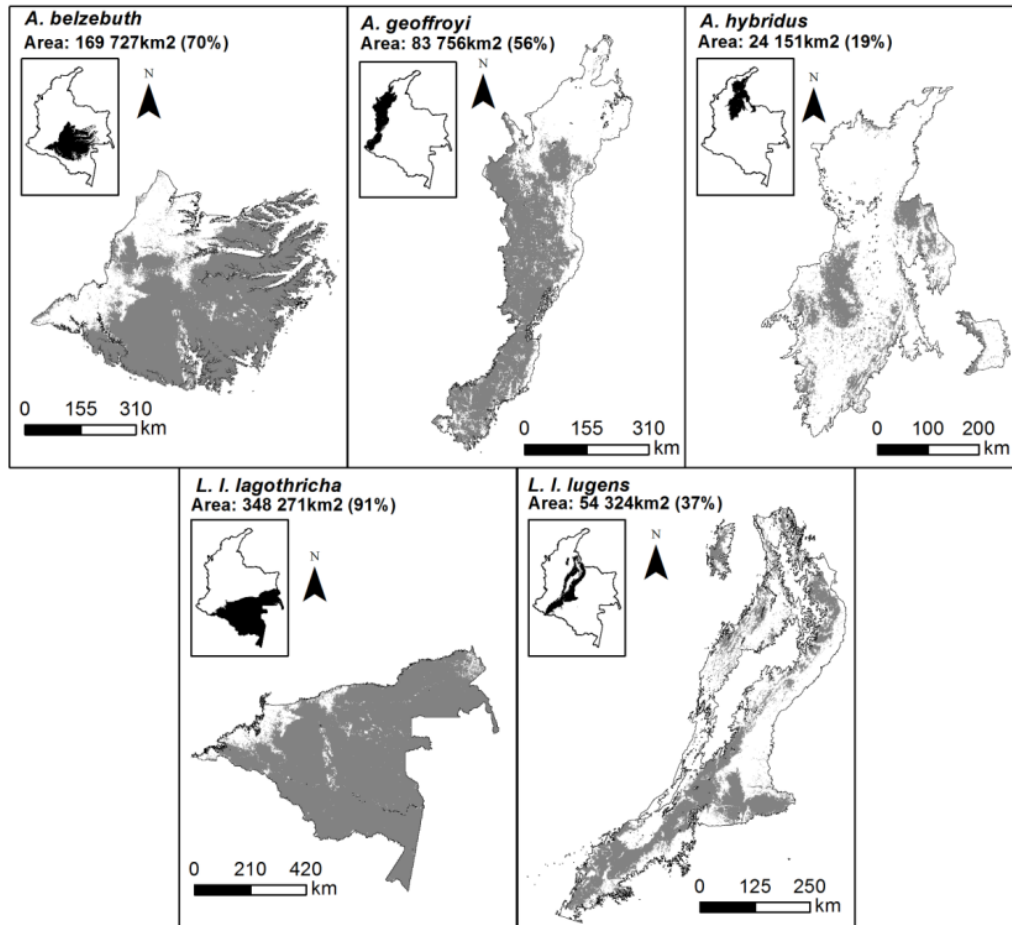 A. belzebuth
Area: 169 727km2 (70%)
N
0 155 310
km
A. geoffroyi
Area: 83 756km2 (56%)
N
0 155 310
km
A. hybridus
Area: 24 151km2 (19%)
N
0 100 200
km
L. l. lagothricha
Area: 348 271km2 (91%)
N
0 210 420
km
L. l. lugens
Area: 54 324km2 (37%)
N
0 125 250
km